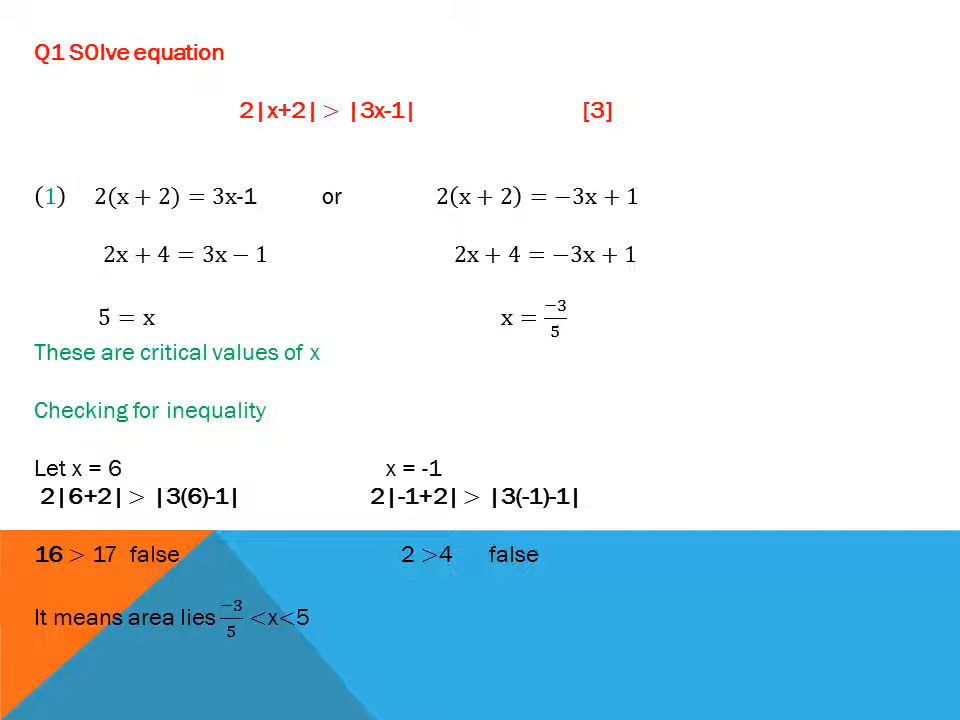 Q1 SOlve equation
2|x+2| > |3x-1| [3]
(1) 2(x + 2) = 3x-1 or 2(x + 2) = −3x + 1
2x + 4 = 3x − 1 2x + 4 = −3x + 1
5 = x x = −3/5
These are critical values of x
Checking for inequality
Let x = 6 x = -1
2|6+2| > |3(6)-1| 2|-1+2| > |3(-1)-1|
16 > 17 false 2 >4 false
It means area lies −3/5 <x<5